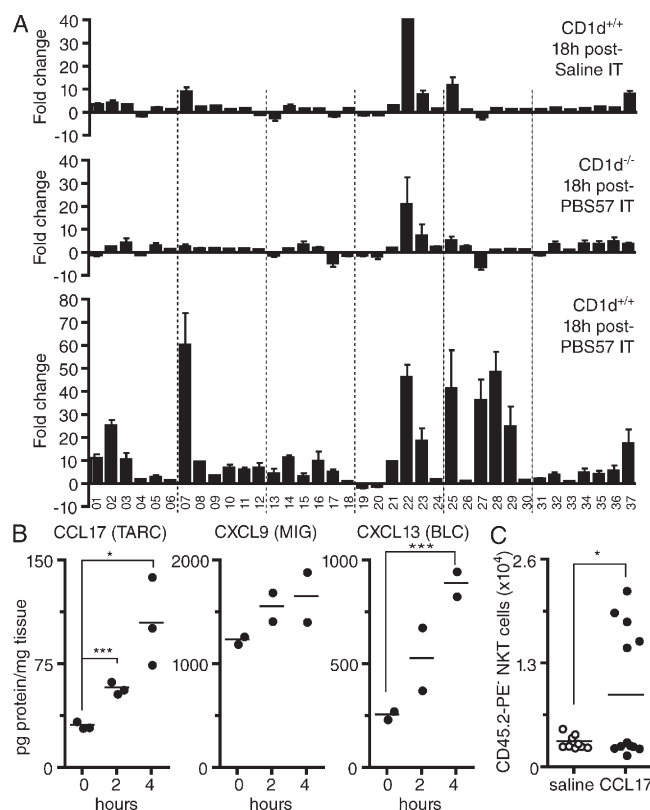 A
Fold change
40
30
20
10
0
-10
CD1d+/+
18h post-
Saline IT
Fold change
40
30
20
10
0
-10
CD1d-/-
18h post-
PBS57 IT
Fold change
80
70
60
50
40
30
20
10
0
-10
CD1d+/+
18h post-
PBS57 IT
01 02 03 04 05 06 07 08 09 10 11 12 13 14 15 16 17 18 19 20 21 22 23 24 25 26 27 28 29 30 31 32 33 34 35 36 37
B
CCL17 (TARC)
pg protein/mg tissue
150
75
0
*
***
0 2 4
hours
CXCL9 (MIG)
2000
1000
0
0 2 4
hours
CXCL13 (BLC)
1000
500
0
***
0 2 4
hours
C
CD45.2-PE- NKT cells (x104)
2.6
1.3
0
*
saline CCL17